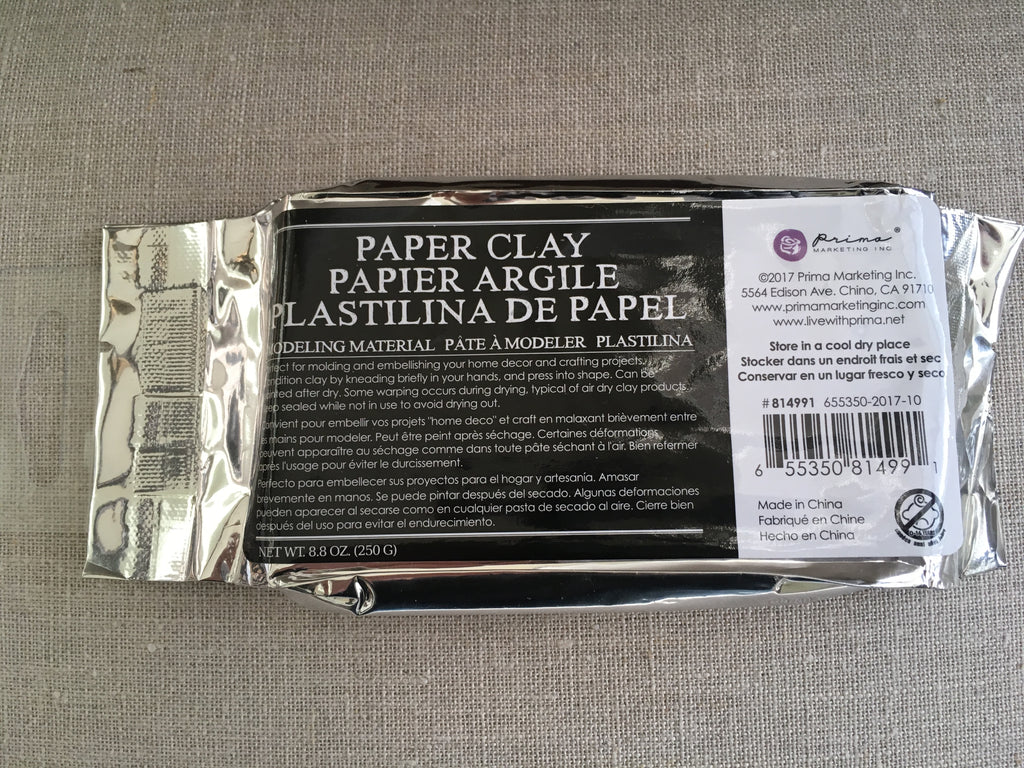 PAPER CLAY
PAPIER ARGILE
PLASTILINA DE PAPEL
MODELING MATERIAL PÂTE À MODELER PLASTILINA
for molding and embellishing your home decor and crafting projects.
clay by kneading briefly in your hands, and press into shape. Can be
after dry. Some warping occurs during drying, typical of air dry clay products.
sealed while not in use to avoid drying out.
Convient pour embellir vos projets "home deco" et craft en malaxant brièvement entre
les mains pour modeler. Peut être peint après séchage. Certaines déformations
peuvent apparaître au séchage comme dans toute pâte séchant à l'air. Bien refermer
après l'usage pour éviter le durcissement.
Perfecto para embellecer sus proyectos para el hogar y artesanía. Amasar
brevemente en manos. Se puede pintar después del secado. Algunas deformaciones
pueden aparecer al secarse como en cualquier pasta de secado al aire. Cierre bien
después del uso para evitar el endurecimiento.
NET WT. 8.8 OZ. (250 G)
Prima®
MARKETING INC
©2017 Prima Marketing Inc.
5564 Edison Ave. Chino, CA 91710
www.primamarketinginc.com
www.livewithprima.net
Store in a cool dry place
Stocker dans un endroit frais et sec
Conservar en un lugar fresco y seco
#814991 655350-2017-10
6 55350 81499 1
Made in China
Fabriqué en Chine
Hecho en China